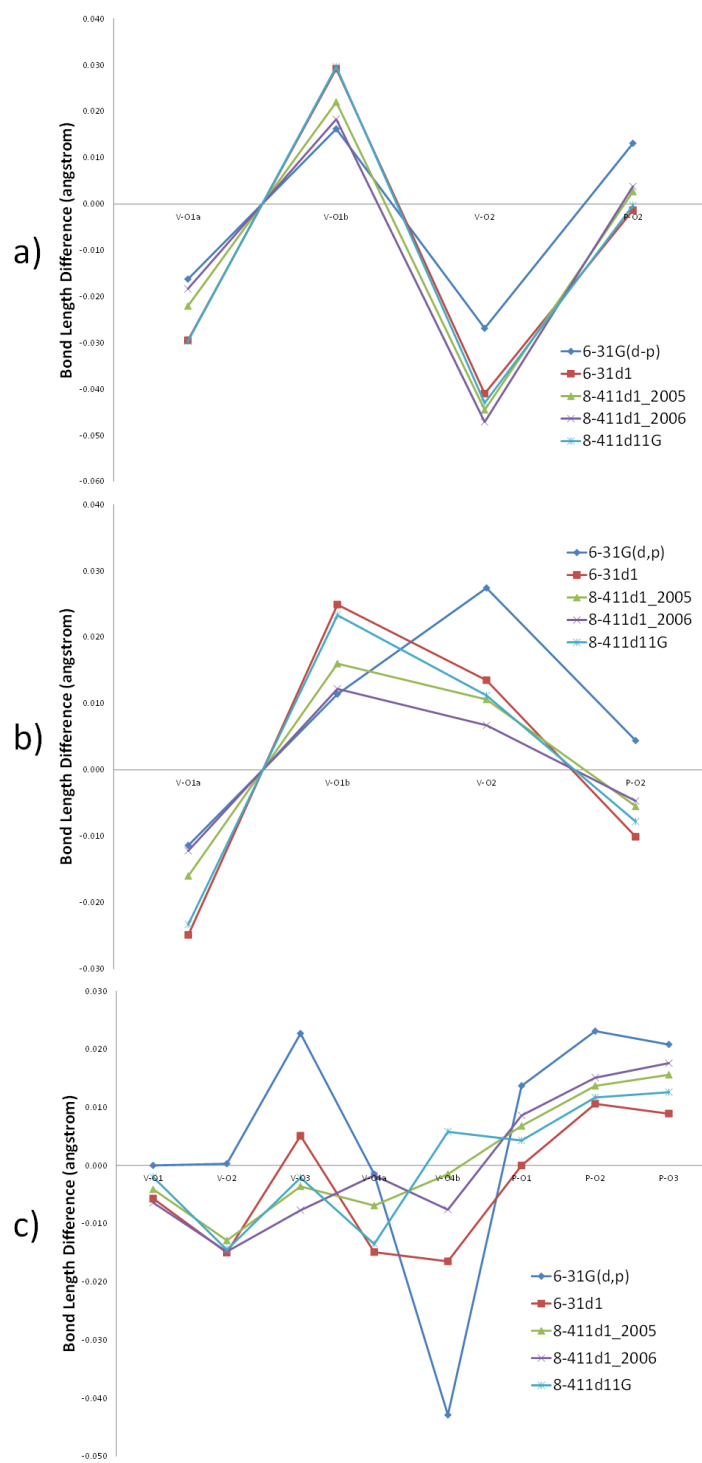 a)
Bond Length Difference (angstrom)
0.040
0.030
0.020
0.010
0.000
-0.010
-0.020
-0.030
-0.040
-0.050
-0.060
V-O1a
V-O1b
V-O2
P-O2
6-31G(d-p)
6-31d1
8-411d1_2005
8-411d1_2006
8-411d11G
b)
Bond Length Difference (angstrom)
0.040
0.030
0.020
0.010
0.000
-0.010
-0.020
-0.030
V-O1a
V-O1b
V-O2
P-O2
6-31G(d,p)
6-31d1
8-411d1_2005
8-411d1_2006
8-411d11G
c)
Bond Length Difference (angstrom)
0.030
0.020
0.010
0.000
-0.010
-0.020
-0.030
-0.040
-0.050
V-O1
V-O2
V-O3
V-O4a
V-O4b
P-O1
P-O2
P-O3
6-31G(d,p)
6-31d1
8-411d1_2005
8-411d1_2006
8-411d11G